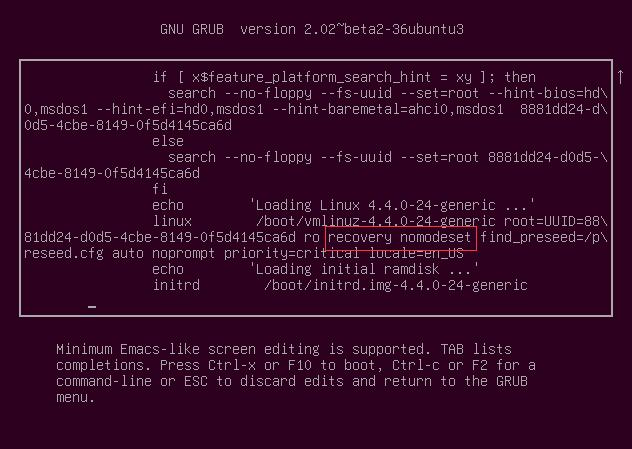 GNU GRUB  version 2.02~beta2-36ubuntu3
if [ x$feature_platform_search_hint = xy ]; then
search --no-floppy --fs-uuid --set=root --hint-bios=hd\
0,msdos1 --hint-efi=hd0,msdos1 --hint-baremetal=ahci0,msdos1  8881dd24-d\
0d5-4cbe-8149-0f5d4145ca6d
else
search --no-floppy --fs-uuid --set=root 8881dd24-d0d5-\
4cbe-8149-0f5d4145ca6d
fi
echo        'Loading Linux 4.4.0-24-generic ...'
linux        /boot/vmlinuz-4.4.0-24-generic root=UUID=88\
81dd24-d0d5-4cbe-8149-0f5d4145ca6d ro recovery nomodeset find_preseed=/p\
reseed.cfg auto noprompt priority=critical locale=en_US
echo        'Loading initial ramdisk ...'
initrd        /boot/initrd.img-4.4.0-24-generic
Minimum Emacs-like screen editing is supported. TAB lists
completions. Press Ctrl-x or F10 to boot, Ctrl-c or F2 for a
command-line or ESC to discard edits and return to the GRUB
menu.